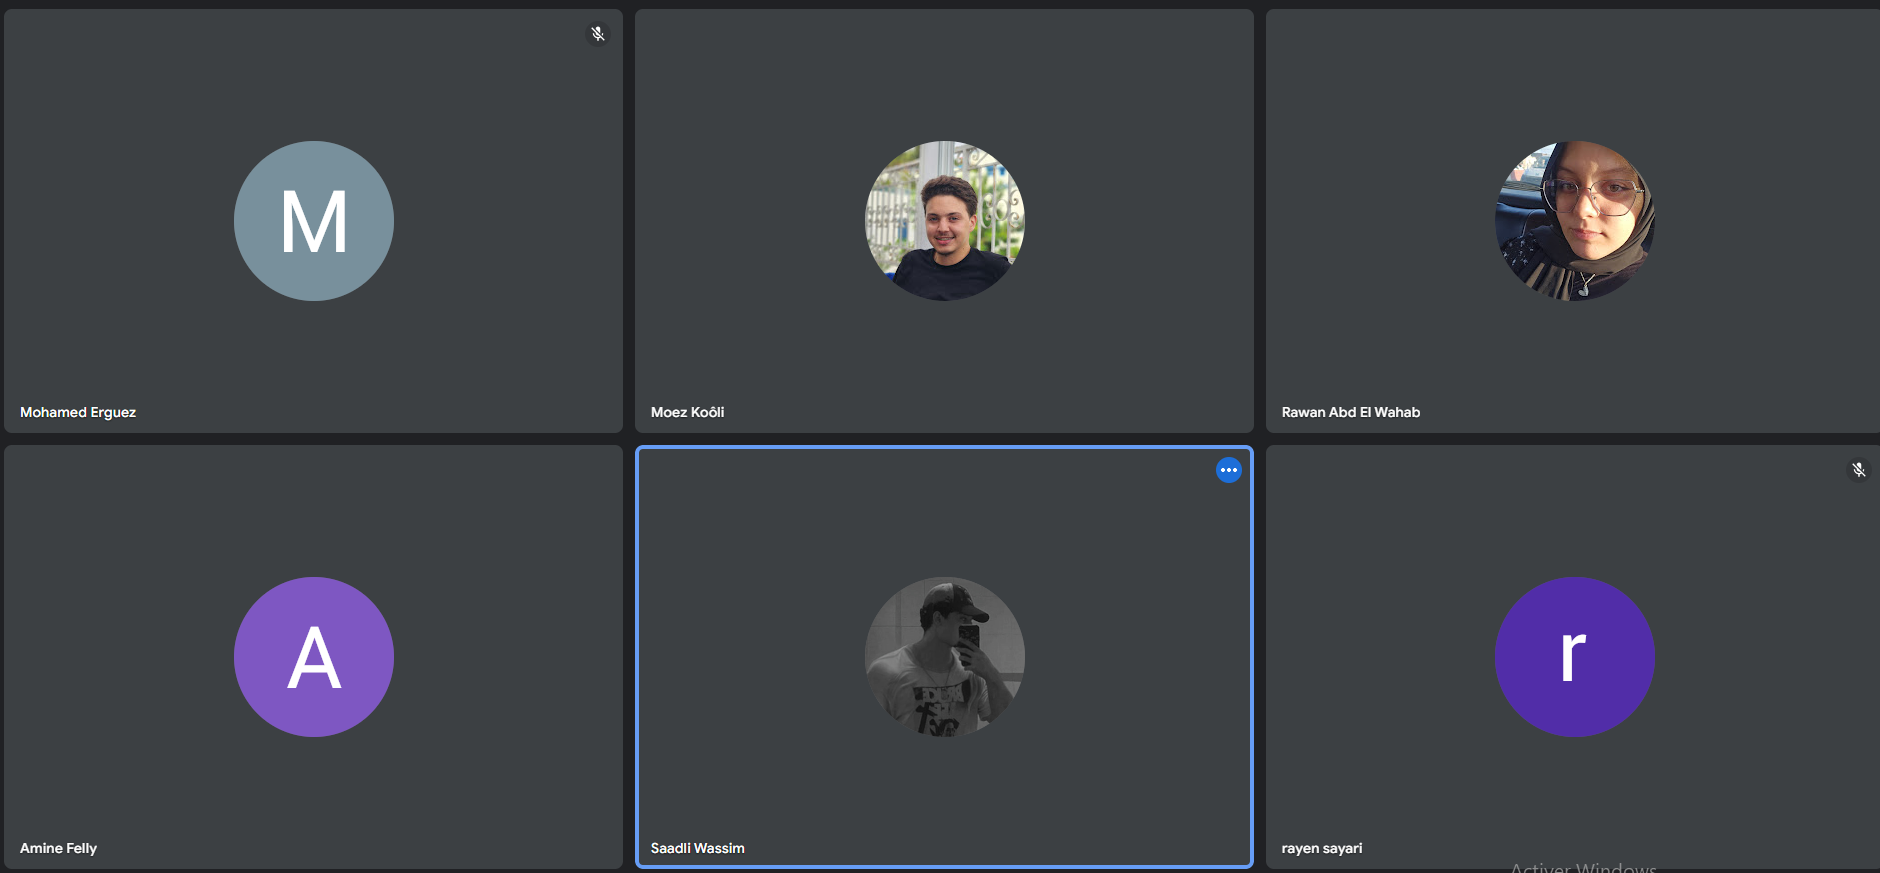 M
Mohamed Erguez
Moez Koôli
Rawan Abd El Wahab
A
Amine Felly
Saadli Wassim
r
rayen sayari
Activer Windows